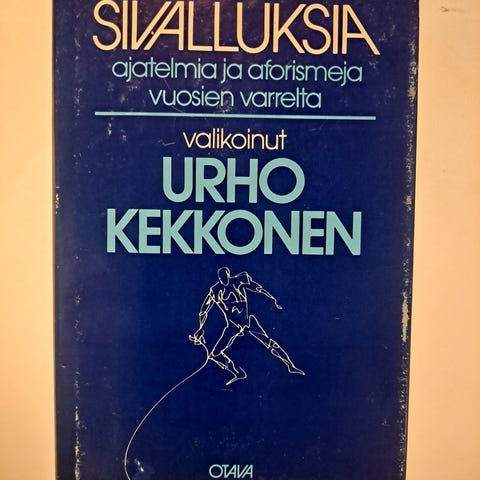 SIVALLUKSIA
ajatelmia ja aforismeja
vuosien varrelta
valikoinut
URHO
KEKKONEN
OTAVA